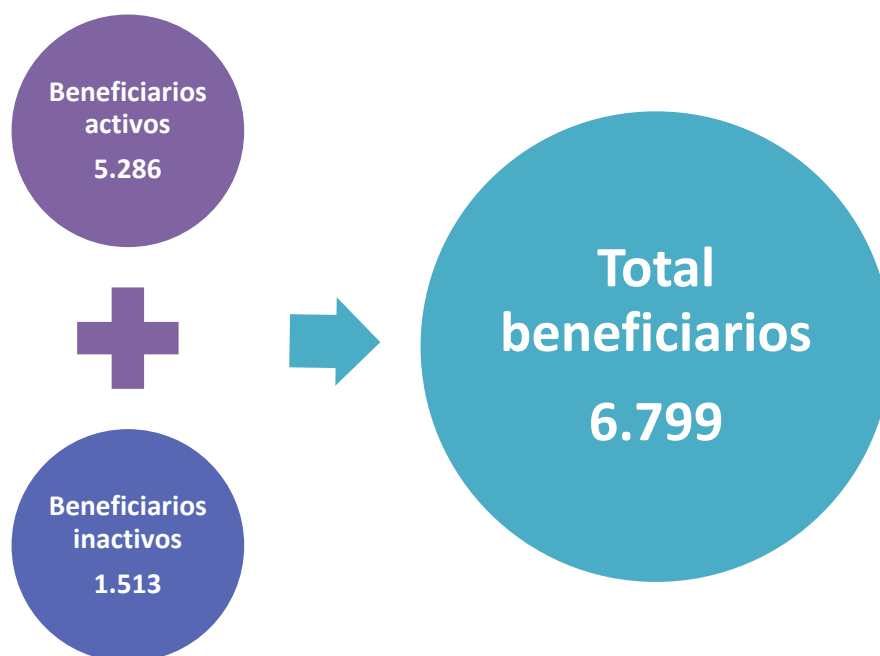 Beneficiarios
activos
5.286
Beneficiarios
inactivos
1.513
Total
beneficiarios
6.799